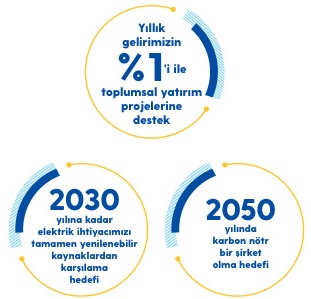 Yıllık
gelirimizin
%1'i ile
toplumsal yatırım
projelerine
destek
2030
yılına kadar
elektrik ihtiyacımızı
tamamen yenilenebilir
kaynaklardan
karşılama
hedefi
2050
yılında
karbon nötr
bir şirket
olma hedefi